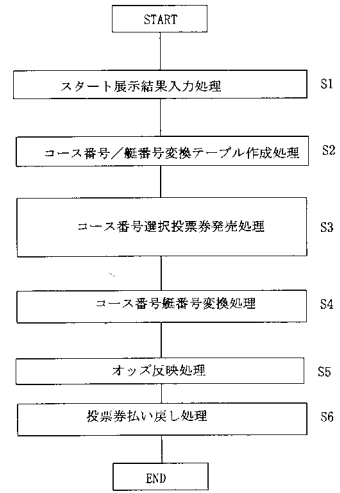 START
スタート展示結果入力処理 S1
コース番号／艇番号変換テーブル作成処理 S2
コース番号選択投票券発売処理 S3
コース番号艇番号変換処理 S4
オッズ反映処理 S5
投票券払い戻し処理 S6
END